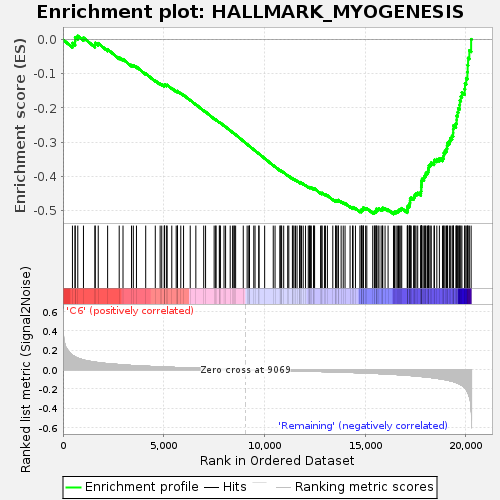 Enrichment plot: HALLMARK_MYOGENESIS
Enrichment score (ES)
0.0
-0.1
-0.2
-0.3
-0.4
-0.5
'C6' (positively correlated)
Ranked list metric (Signal2Noise)
0.6
0.4
0.2
0.0
-0.2
-0.4
-0.6
Zero cross at 9069
'Remaining' (negatively correlated)
0
5,000
10,000
15,000
20,000
Rank in Ordered Dataset
Enrichment profile
Hits
Ranking metric scores